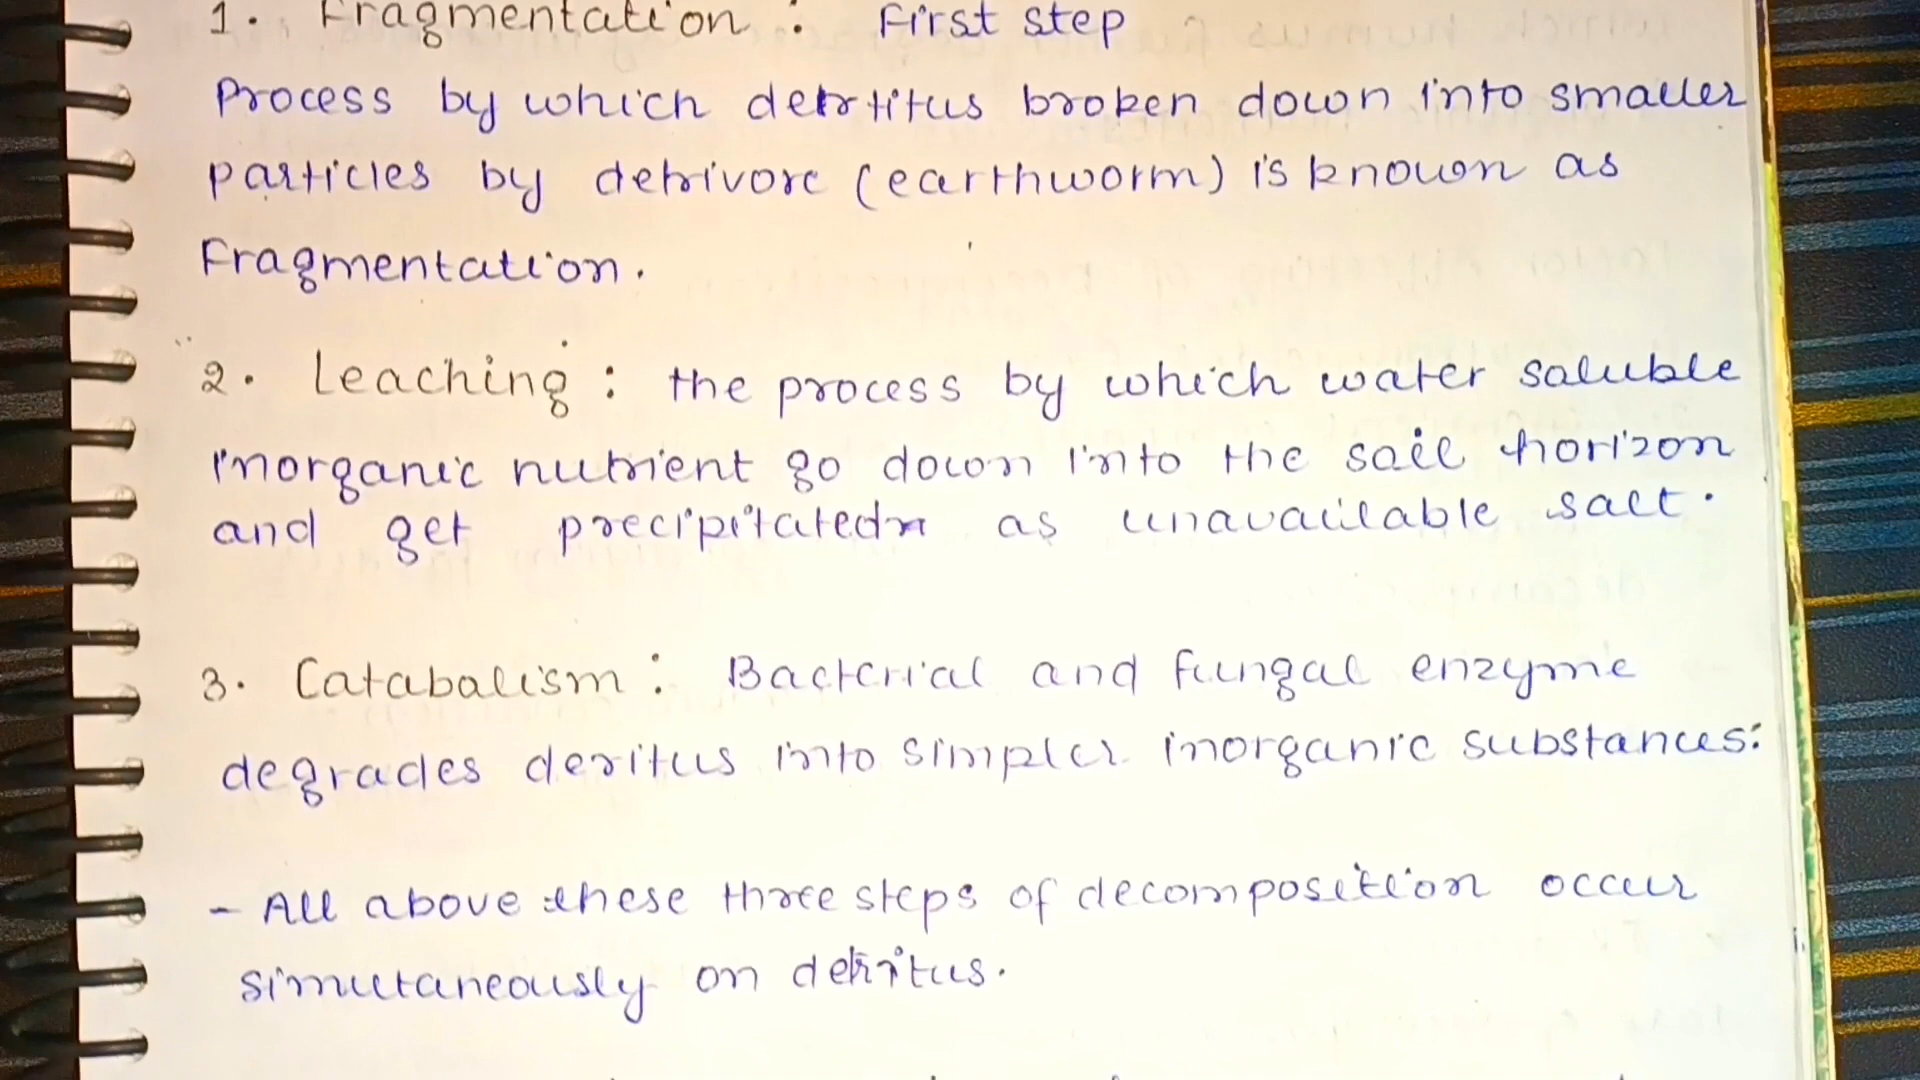 1. Fragmentation : First step
Process by which detrtitus broken down into smaller
particles by detrivore (earthworm) is known as
Fragmentation.
2. Leaching : the process by which water saluble
inorganic nutrient go down into the soil horizon
and get precipitated as unavailable salt.
3. Catabalism : Bacterial and fungal enzyme
degrades deritus into simpler inorganic substances.
- All above these three steps of decomposition occur
simultaneously on detritus.